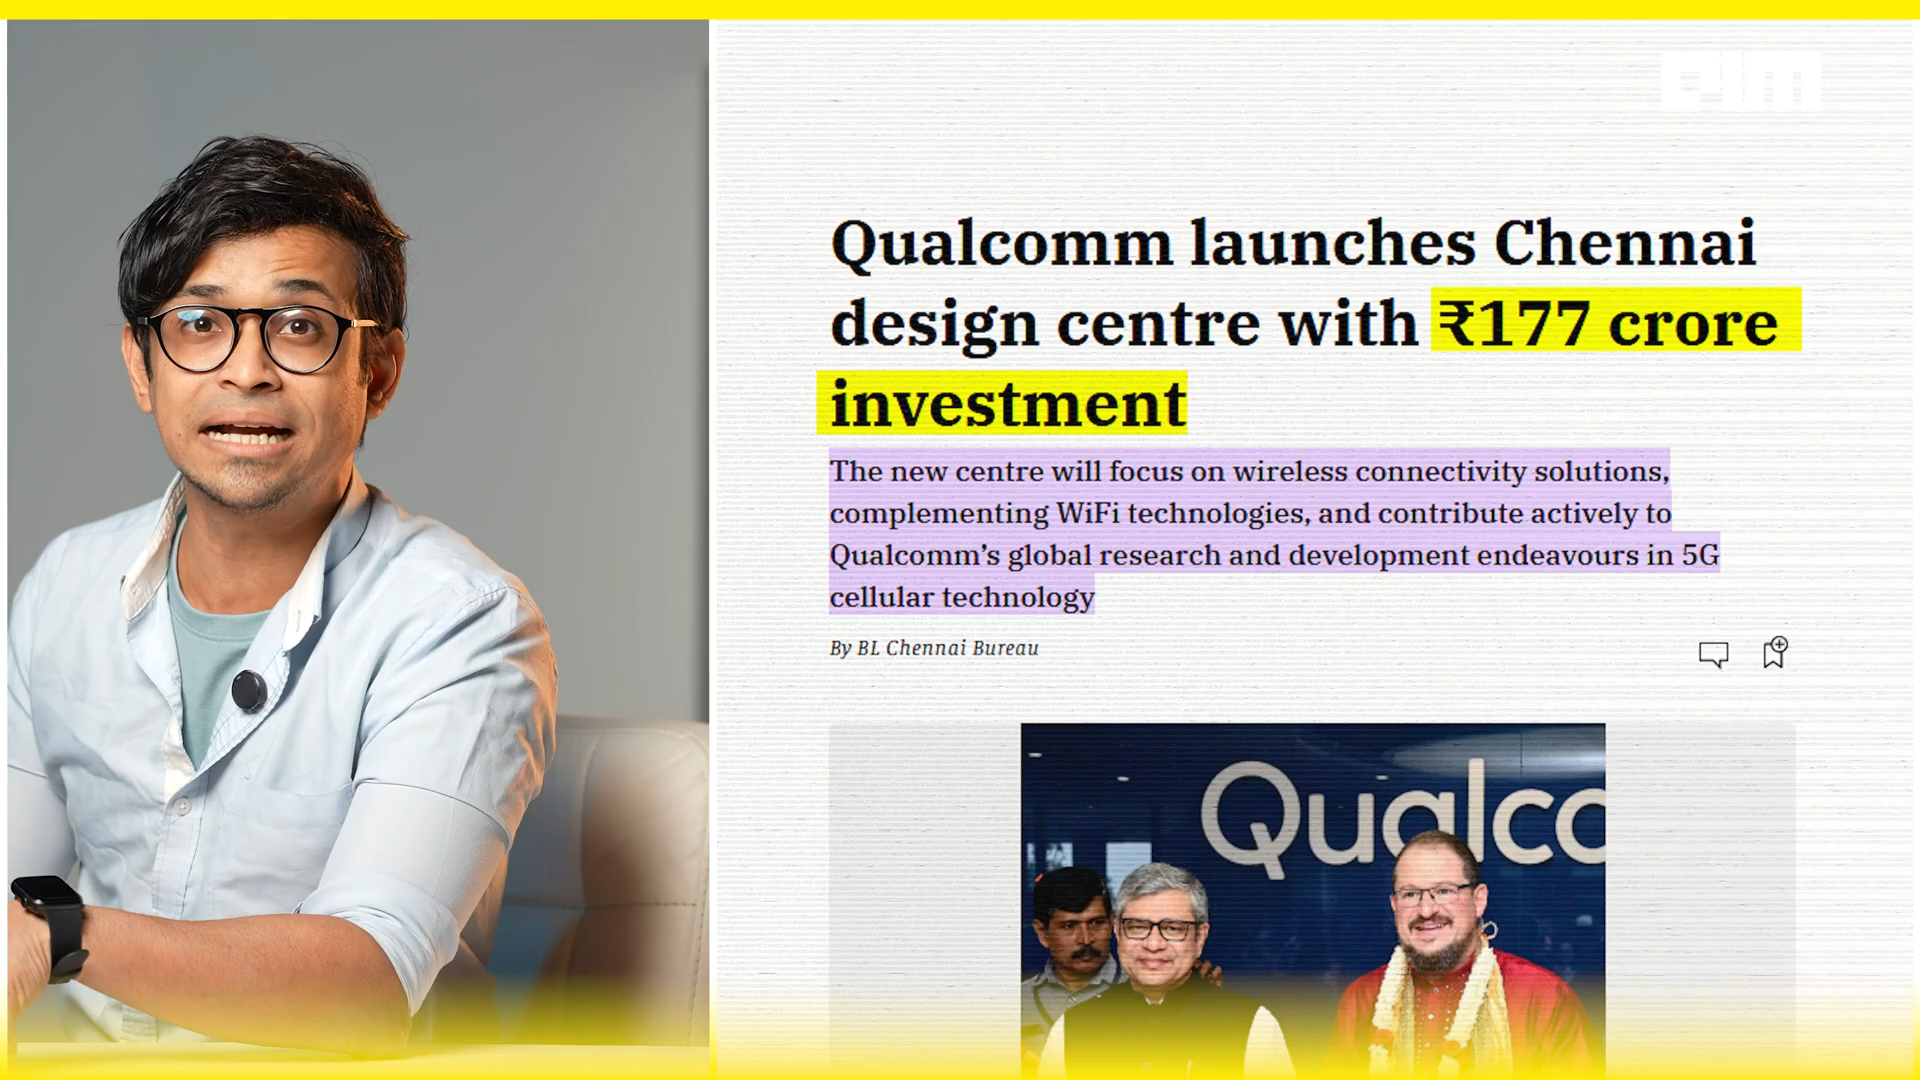 AIM
Qualcomm launches Chennai
design centre with ₹177 crore
investment
The new centre will focus on wireless connectivity solutions,
complementing WiFi technologies, and contribute actively to
Qualcomm’s global research and development endeavours in 5G
cellular technology
By BL Chennai Bureau
Qualco